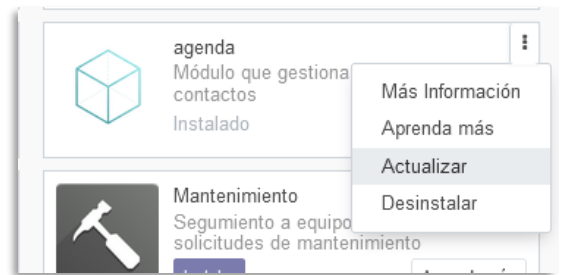 agenda
Módulo que gestiona
contactos
Instalado
Más Información
Aprenda más
Actualizar
Desinstalar
Mantenimiento
Segumiento a equipo
solicitudes de mantenimiento